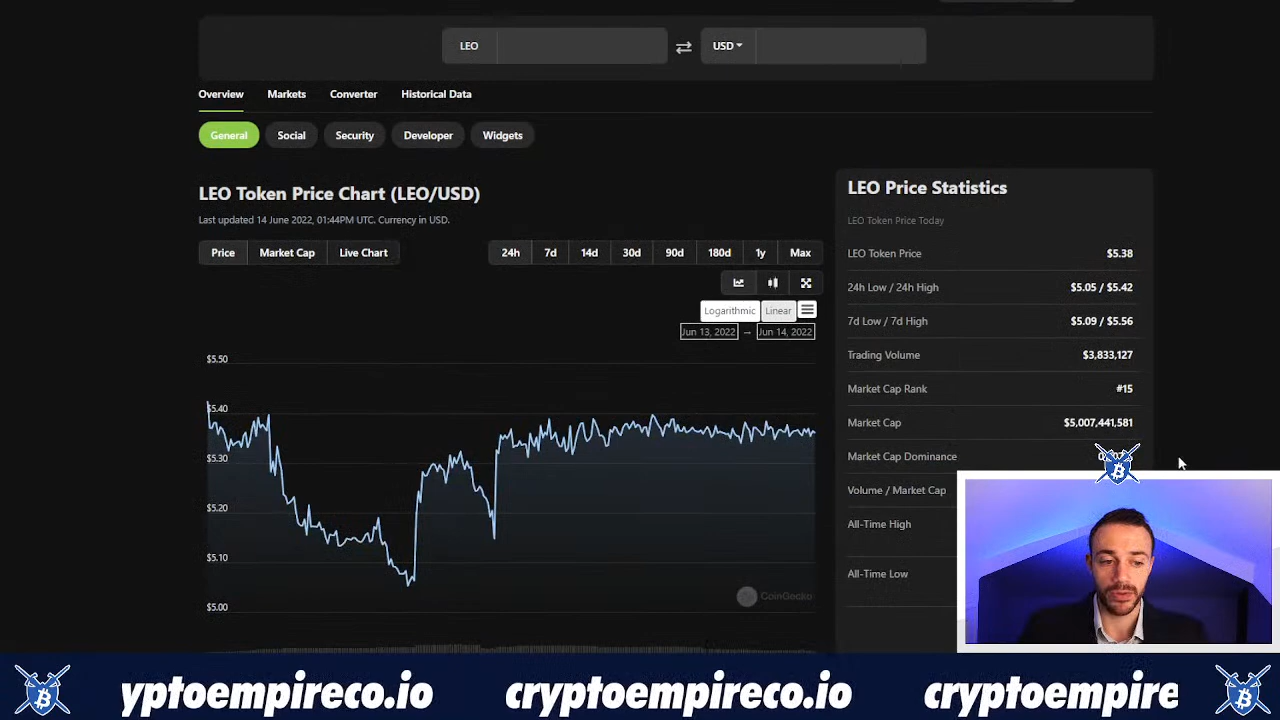 LEO
USD
Overview Markets Converter Historical Data
General Social Security Developer Widgets
LEO Token Price Chart (LEO/USD)
Last updated 14 June 2022, 01:44PM UTC. Currency in USD.
Price Market Cap Live Chart
24h 7d 14d 30d 90d 180d 1y Max
Logarithmic Linear
Jun 13, 2022 → Jun 14, 2022
$5.50
$5.40
$5.30
$5.20
$5.10
$5.00
CoinGecko
LEO Price Statistics
LEO Token Price Today
LEO Token Price $5.38
24h Low / 24h High $5.05 / $5.42
7d Low / 7d High $5.09 / $5.56
Trading Volume $3,833,127
Market Cap Rank #15
Market Cap $5,007,441,581
Market Cap Dominance
Volume / Market Cap
All-Time High
All-Time Low
yptoempireco.io cryptoempireco.io cryptoempire